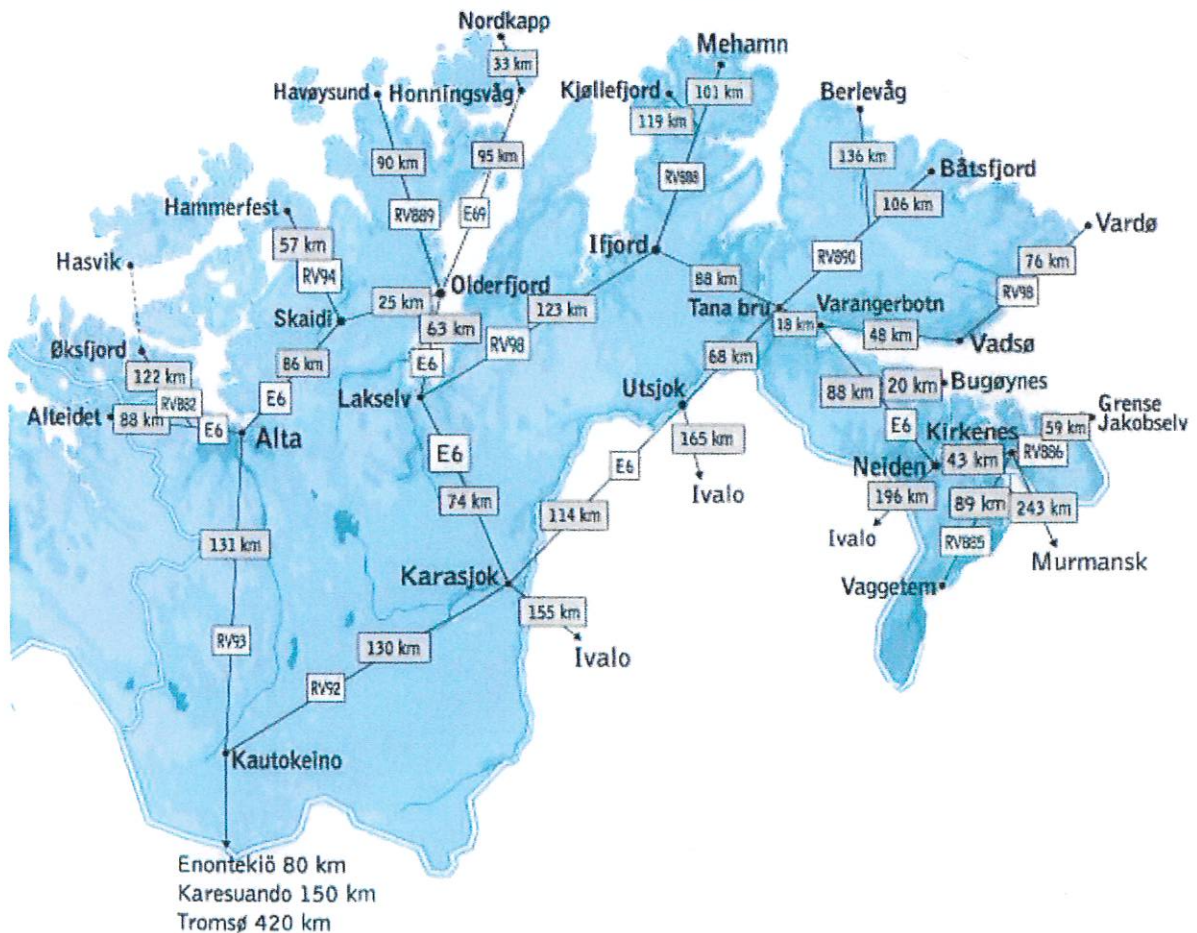 Nordkapp
33 km
Mehamn
Havøysund
Honningsvåg
Kjøllefjord
101 km
Berlevåg
119 km
90 km
95 km
136 km
Båtsfjord
RV888
106 km
Hammerfest
RV889
E69
Vardø
57 km
Ifjord
Hasvik
RV94
RV890
76 km
88 km
Olderfjord
25 km
123 km
Tana bru
Varangerbotn
RV98
Skaidi
63 km
18 km
48 km
Vadsø
Øksfjord
86 km
E6
RV98
68 km
122 km
Utsjok
88 km
20 km
Bugøynes
RV882
E6
Lakselv
Alteidet
88 km
E6
Alta
E6
165 km
E6
Kirkenes
59 km
Grense
Jakobselv
RV886
E6
Neiden
43 km
74 km
114 km
Ivalo
196 km
89 km
243 km
131 km
Ivalo
RV885
Murmansk
Karasjok
Vaggetem
155 km
RV93
130 km
Ivalo
RV92
Kautokeino
Enontekiö 80 km
Karesuando 150 km
Tromsø 420 km